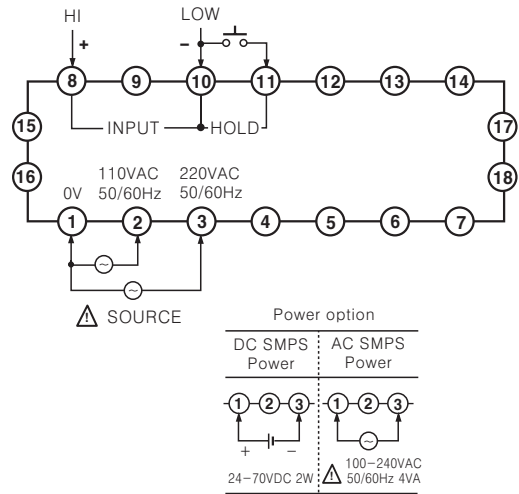 HI
LOW
+
−
8 9 10 11 12 13 14
INPUT HOLD
15
17
16
18
110VAC 220VAC
0V 50/60Hz 50/60Hz
1 2 3 4 5 6 7
~
~
! SOURCE
Power option
DC SMPS AC SMPS
Power Power
1 2 3 1 2 3
+ − ~
24−70VDC 2W ! 100−240VAC
50/60Hz 4VA